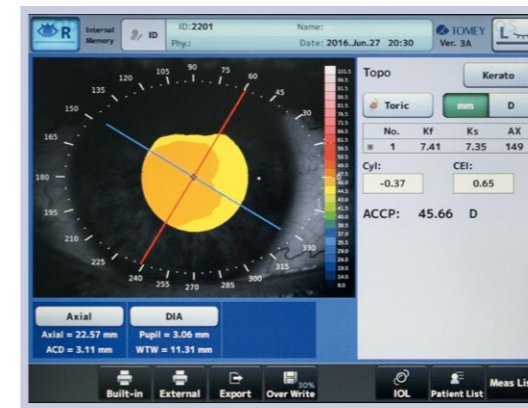 R
Internal
Memory
ID
ID:2201
Name:
Phy.:
Date: 2016.Jun.27 20:30
TOMEY
Ver. 3A
L
Topo
Kerato
Toric
mm
D
No. Kf Ks AX
1 7.41 7.35 149
Cyl: CEI:
-0.37 0.65
ACCP: 45.66 D
90
75
60
45
30
105
120
135
150
165
180
195
210
225
240
255
270
285
315
330
Axial
DIA
Axial = 22.57 mm
Pupil = 3.06 mm
ACD = 3.11 mm
WTW = 11.31 mm
Built-in
External
Export
30%
Over Write
IOL
Patient List
Meas Lis